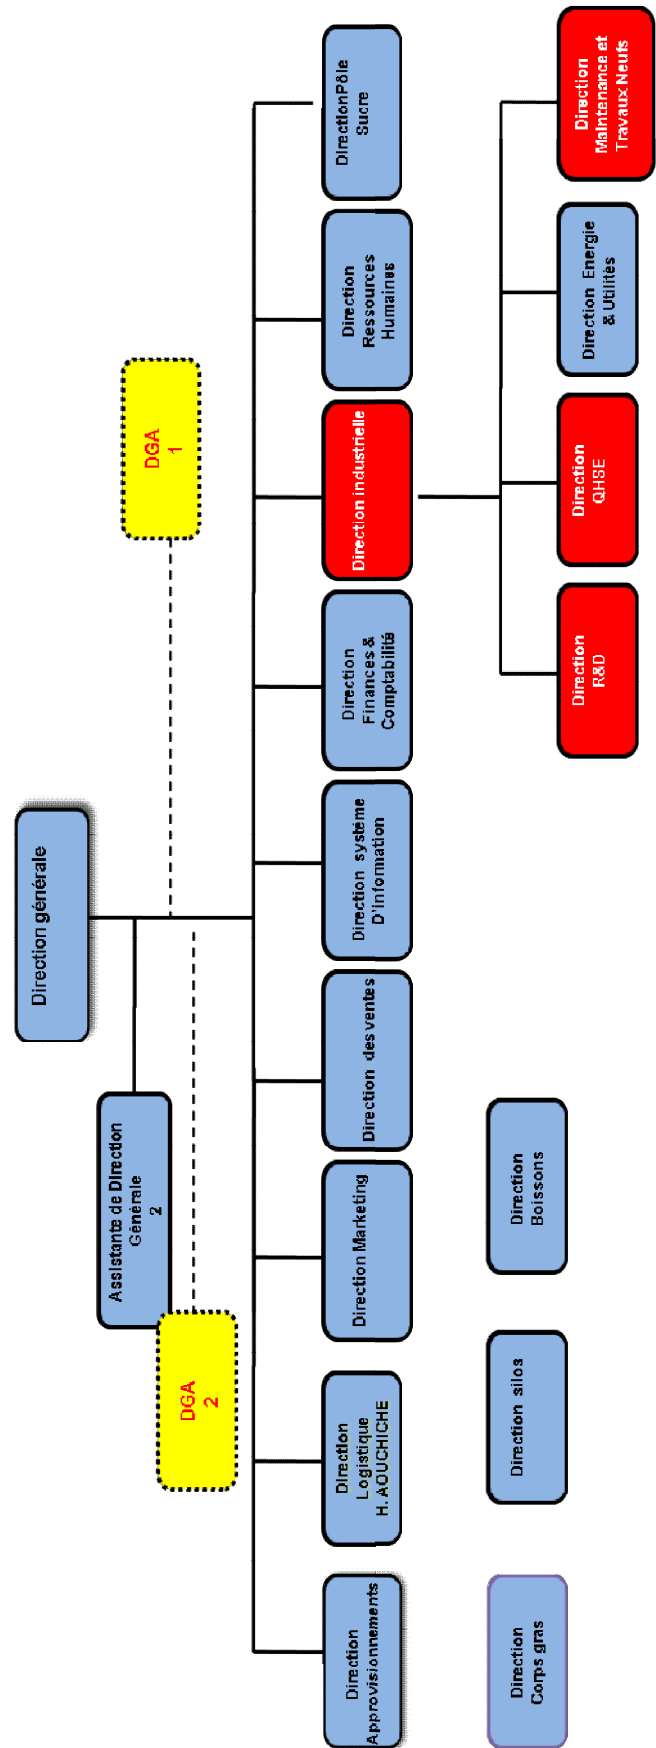 Direction générale
Assistante de Direction
Générale
2
DGA
1
DGA
2
Direction
Approvisionnements
Direction
Logistique
H. AOUCHICHE
Direction Marketing
Direction des ventes
Direction système
D'information
Direction
Finances &
Comptabilité
Direction industrielle
Direction
Ressources
Humaines
Direction Pôle
Sucre
Direction
Corps gras
Direction silos
Direction
Boissons
Direction
R&D
Direction
QHSE
Direction Energie
& Utilités
Direction
Maintenance et
Travaux Neufs